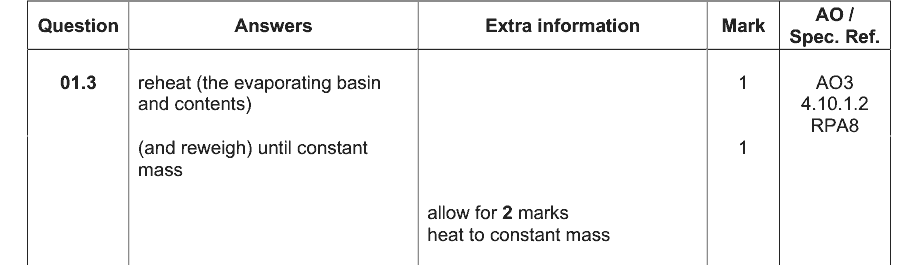 Question Answers Extra information Mark AO /
Spec. Ref.
01.3 reheat (the evaporating basin 1 AO3
and contents) 4.10.1.2
RPA8
(and reweigh) until constant 1
mass
allow for 2 marks
heat to constant mass